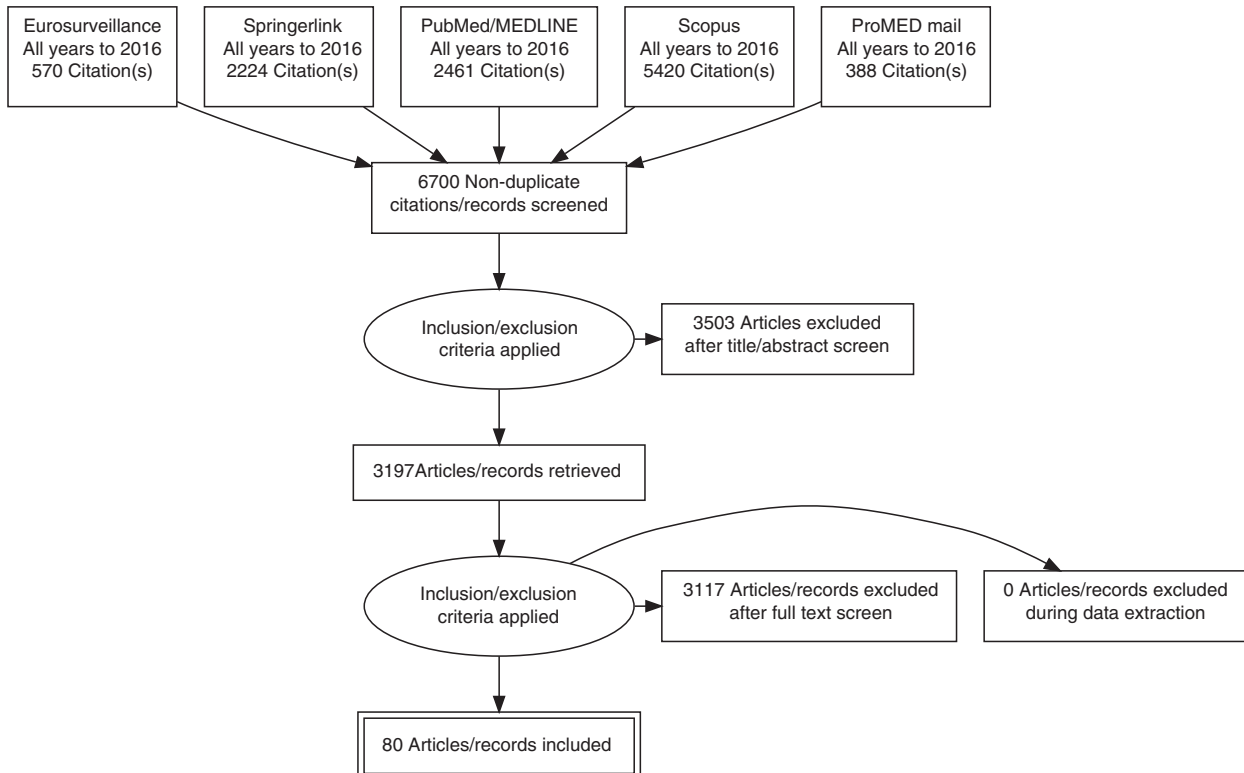 Eurosurveillance
All years to 2016
570 Citation(s)
Springerlink
All years to 2016
2224 Citation(s)
PubMed/MEDLINE
All years to 2016
2461 Citation(s)
Scopus
All years to 2016
5420 Citation(s)
ProMED mail
All years to 2016
388 Citation(s)
6700 Non-duplicate
citations/records screened
Inclusion/exclusion
criteria applied
3503 Articles excluded
after title/abstract screen
3197Articles/records retrieved
Inclusion/exclusion
criteria applied
3117 Articles/records excluded
after full text screen
0 Articles/records excluded
during data extraction
80 Articles/records included